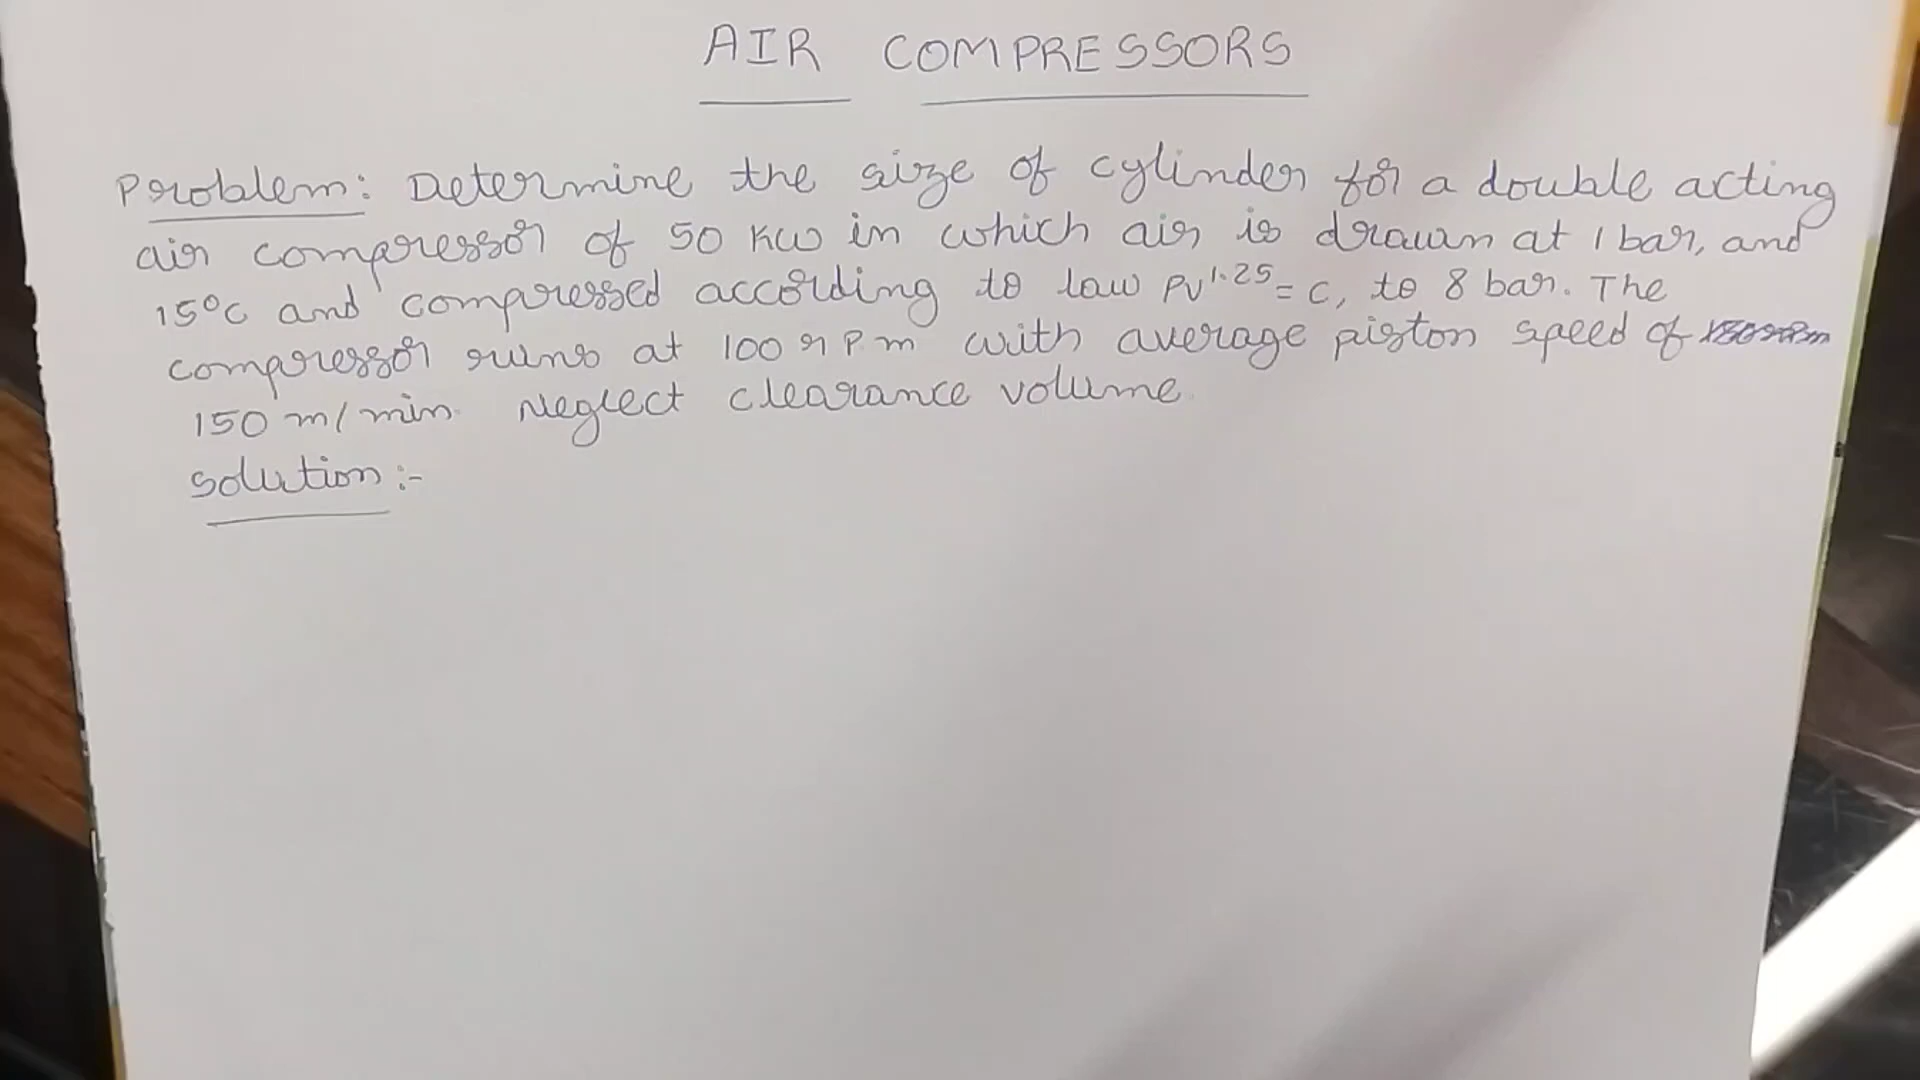 AIR COMPRESSORS
Problem: Determine the size of cylinder for a double acting
air compressor of 50 KW in which air is drawn at 1 bar, and
15°C and compressed according to law PV^1.25 = C, to 8 bar. The
compressor runs at 100 rpm with average piston speed of
150 m/min. Neglect clearance volume.
Solution :-